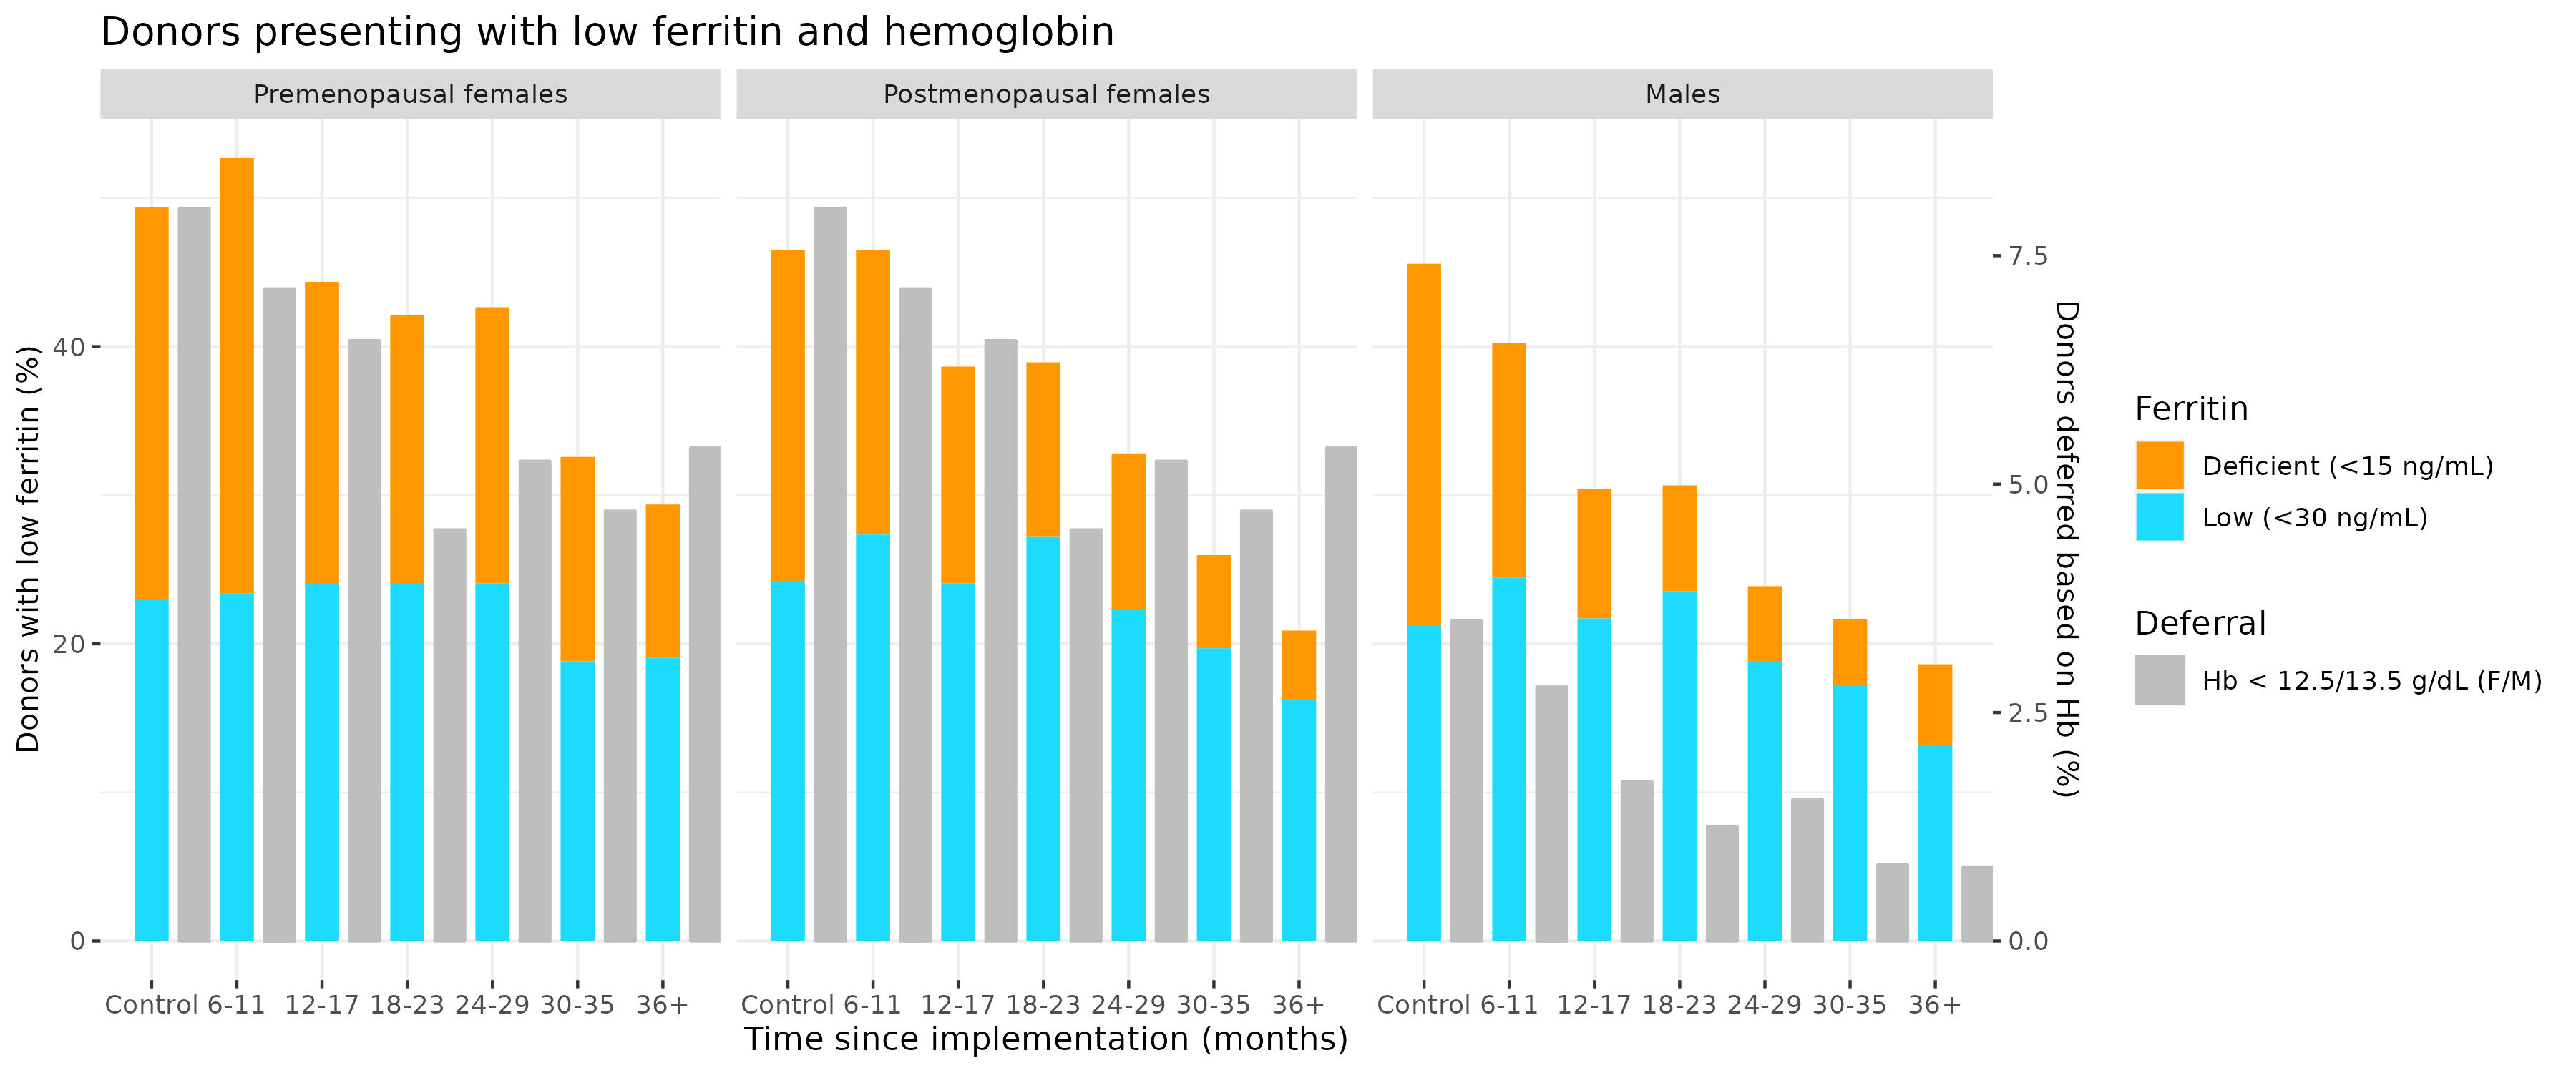 Donors presenting with low ferritin and hemoglobin
Premenopausal females
Postmenopausal females
Males
Donors with low ferritin (%)
40
20
0
7.5
5.0
2.5
0.0
Donors deferred based on Hb (%)
Control 6-11 12-17 18-23 24-29 30-35 36+
Control 6-11 12-17 18-23 24-29 30-35 36+
Control 6-11 12-17 18-23 24-29 30-35 36+
Time since implementation (months)
Ferritin
Deficient (<15 ng/mL)
Low (<30 ng/mL)
Deferral
Hb < 12.5/13.5 g/dL (F/M)